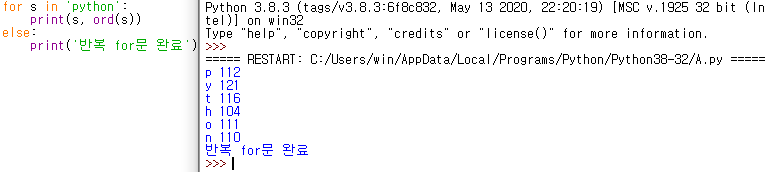 for s in 'python':
    print(s, ord(s))
else:
    print('반복 for문 완료')
Python 3.8.3 (tags/v3.8.3:6f8c832, May 13 2020, 22:20:19) [MSC v.1925 32 bit (In
tel)] on win32
Type "help", "copyright", "credits" or "license()" for more information.
>>>
===== RESTART: C:/Users/win/AppData/Local/Programs/Python/Python38-32/A.py =====
p 112
y 121
t 116
h 104
o 111
n 110
반복 for문 완료
>>>